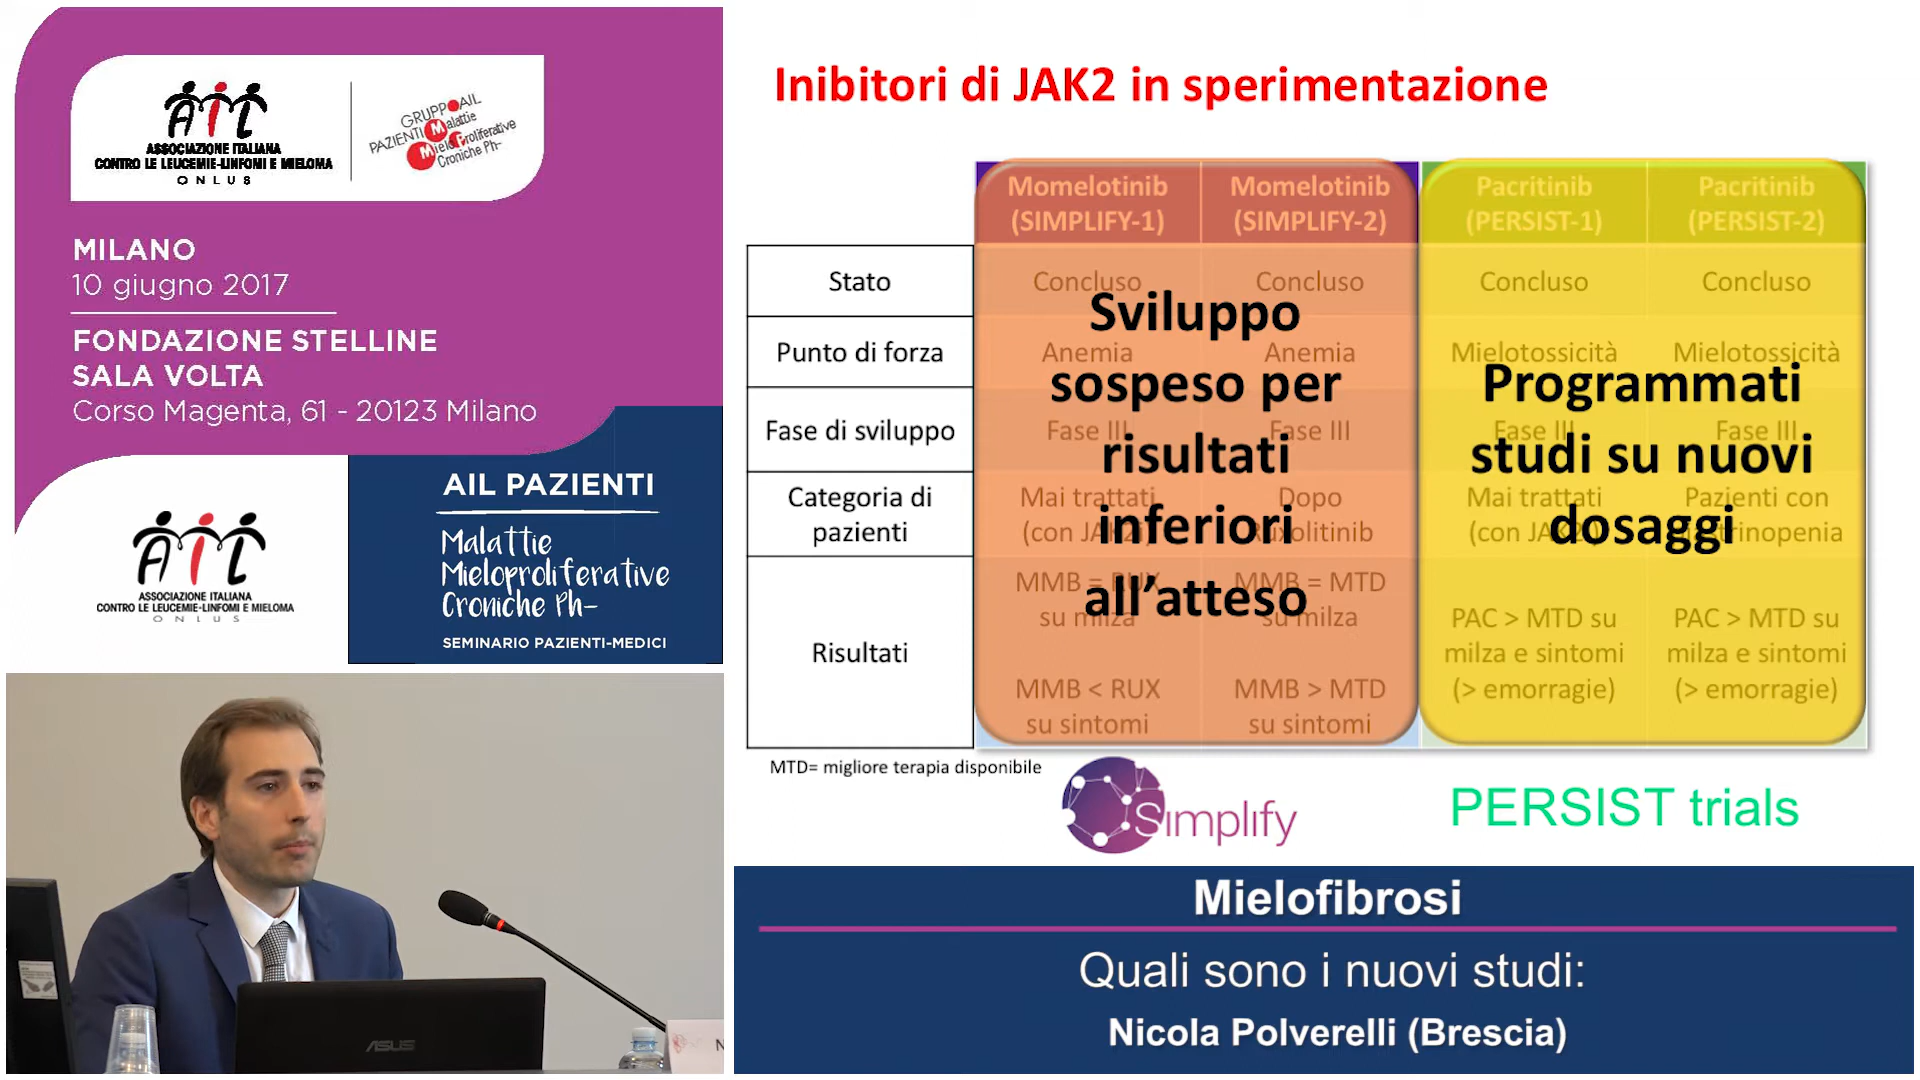 AIL
ASSOCIAZIONE ITALIANA
CONTRO LE LEUCEMIE-LINFOMI E MIELOMA
ONLUS
GRUPPO AIL
PAZIENTI Malattie
MieloProliferative
Croniche Ph-
MILANO
10 giugno 2017
FONDAZIONE STELLINE
SALA VOLTA
Corso Magenta, 61 - 20123 Milano
AIL
ASSOCIAZIONE ITALIANA
CONTRO LE LEUCEMIE-LINFOMI E MIELOMA
ONLUS
AIL PAZIENTI
Malattie
Mieloproliferative
Croniche Ph-
SEMINARIO PAZIENTI-MEDICI
ASUS
N
Inibitori di JAK2 in sperimentazione
Momelotinib (SIMPLIFY-1) Momelotinib (SIMPLIFY-2) Pacritinib (PERSIST-1) Pacritinib (PERSIST-2)
Stato Concluso Concluso Concluso Concluso
Punto di forza Anemia Anemia Mielotossicità Mielotossicità
Fase di sviluppo Fase III Fase III Fase III Fase III
Categoria di pazienti Mai trattati (con JAK2i) Dopo Ruxolitinib Mai trattati (con JAK2i) Pazienti con
Risultati MMB = RUX su milza MMB = MTD su milza PAC > MTD su milza e sintomi (> emorragie) PAC > MTD su milza e sintomi (> emorragie)
MMB < RUX su sintomi MMB > MTD su sintomi
Sviluppo
sospeso per
risultati
inferiori
all'atteso
Programmati
studi su nuovi
dosaggi
MTD= migliore terapia disponibile
Simplify
PERSIST trials
Mielofibrosi
Quali sono i nuovi studi:
Nicola Polverelli (Brescia)